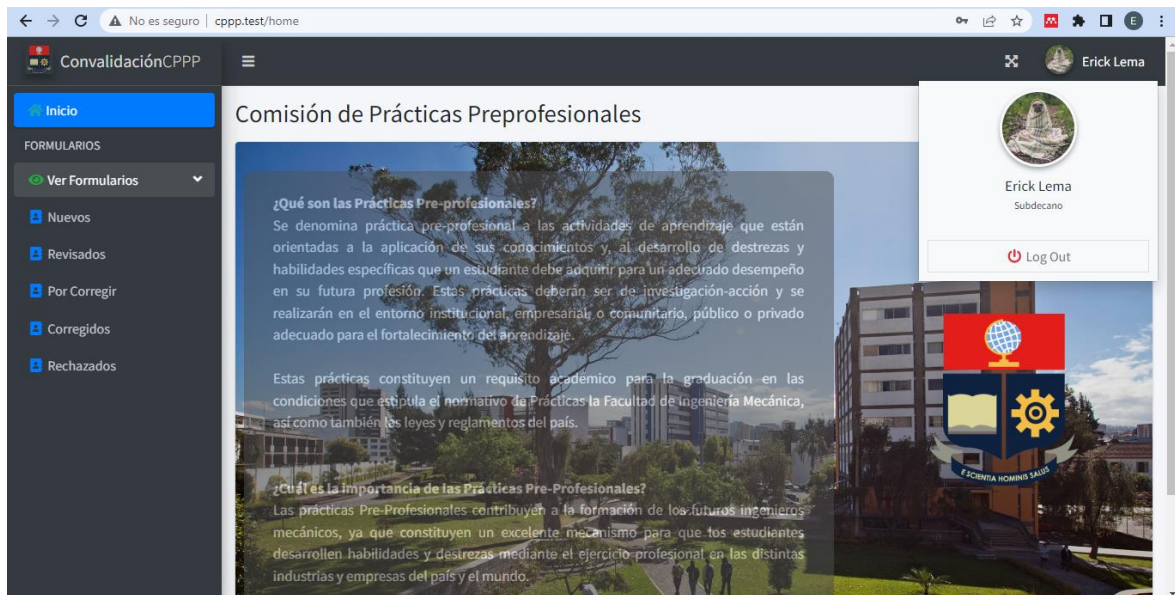 No es seguro | cppp.test/home
E
ConvalidaciónCPPP
Erick Lema
Inicio
FORMULARIOS
Ver Formularios
Nuevos
Revisados
Por Corregir
Corregidos
Rechazados
Comisión de Prácticas Preprofesionales
Erick Lema
Subdecano
Log Out
¿Qué son las Prácticas Pre-profesionales?
Se denomina práctica pre-profesional a las actividades de aprendizaje que están
orientadas a la aplicación de sus conocimientos y, al desarrollo de destrezas y
habilidades específicas que un estudiante debe adquirir para un adecuado desempeño
en su futura profesión. Estas prácticas deberán ser de investigación-acción y se
realizarán en el entorno institucional, empresarial, o comunitario, público o privado
adecuado para el fortalecimiento del aprendizaje.
Estas prácticas constituyen un requisito académico para la graduación en las
condiciones que estipula el normativo de Prácticas la Facultad de Ingeniería Mecánica,
así como también las leyes y reglamentos del país.
¿Cuál es la importancia de las Prácticas Pre-Profesionales?
Las prácticas Pre-Profesionales contribuyen a la formación de los futuros ingenieros
mecánicos, ya que constituyen un excelente mecanismo para que los estudiantes
desarrollen habilidades y destrezas mediante el ejercicio profesional en las distintas
industrias y empresas del país y el mundo.
E SCIENTIA HOMINIS SALUS